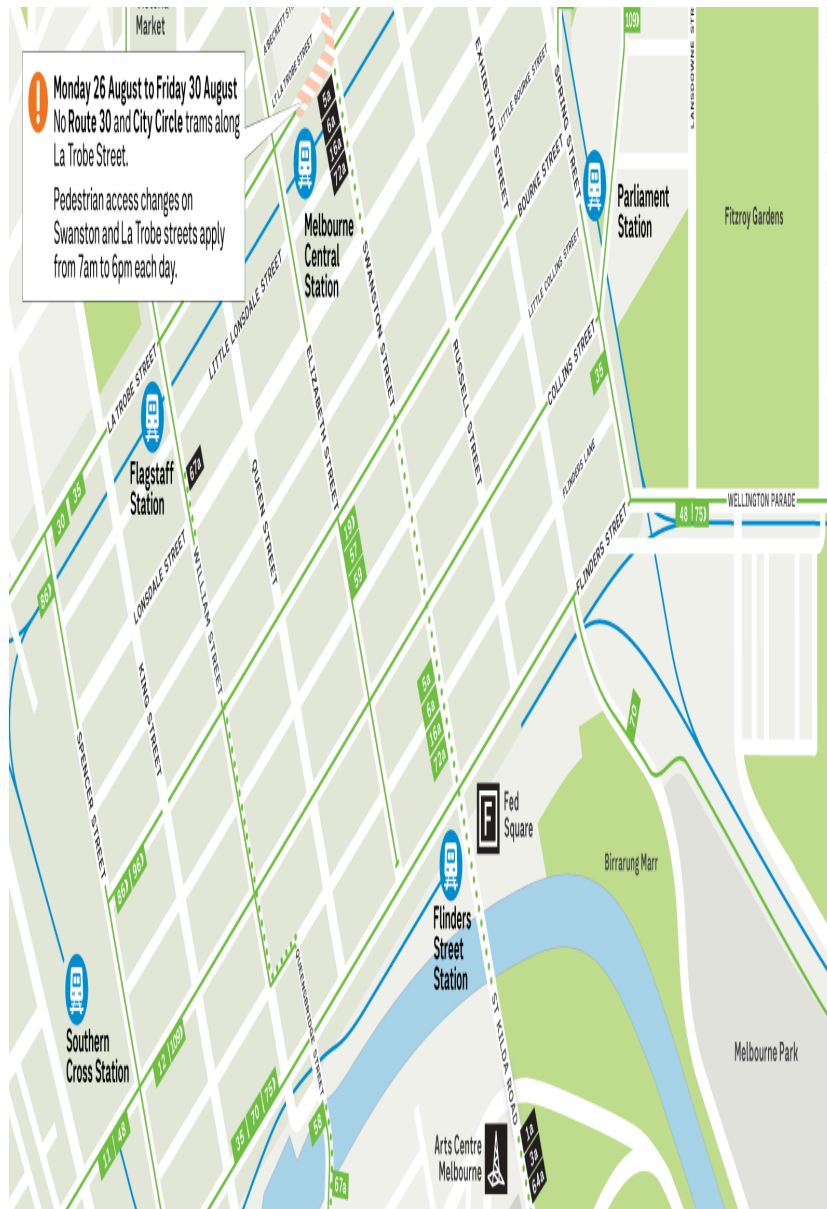 Market
A'BECKETT ST
LT LA TROBE STREET
Monday 26 August to Friday 30 August
No Route 30 and City Circle trams along
La Trobe Street.
Pedestrian access changes on
Swanston and La Trobe streets apply
from 7am to 6pm each day.
5a
6a
16a
72a
109
LANSDOWNE STR
EXHIBITION STREET
LITTLE BOURKE STREET
SPRING STREET
BOURKE STREET
Parliament
Station
Fitzroy Gardens
Melbourne
Central
Station
SWANSTON STREET
LITTLE COLLINS STREET
LITTLE LONSDALE STREET
LA TROBE STREET
ELIZABETH STREET
RUSSELL STREET
COLLINS STREET
35
Flagstaff
Station
67a
QUEEN STREET
FLINDERS LANE
WELLINGTON PARADE
48 | 75
30 | 35
19
57
59
FLINDERS STREET
LONSDALE STREET
WILLIAM STREET
86
KING STREET
5a
6a
16a
72a
70
SPENCER STREET
Fed
Square
F
Birrarung Marr
86 | 96
Flinders
Street
Station
QUEENSBRIDGE STREET
ST KILDA ROAD
Southern
Cross Station
12 | 109
Melbourne Park
35 | 70 | 75
11 | 48
58
67a
Arts Centre
Melbourne
1a
3a
64a